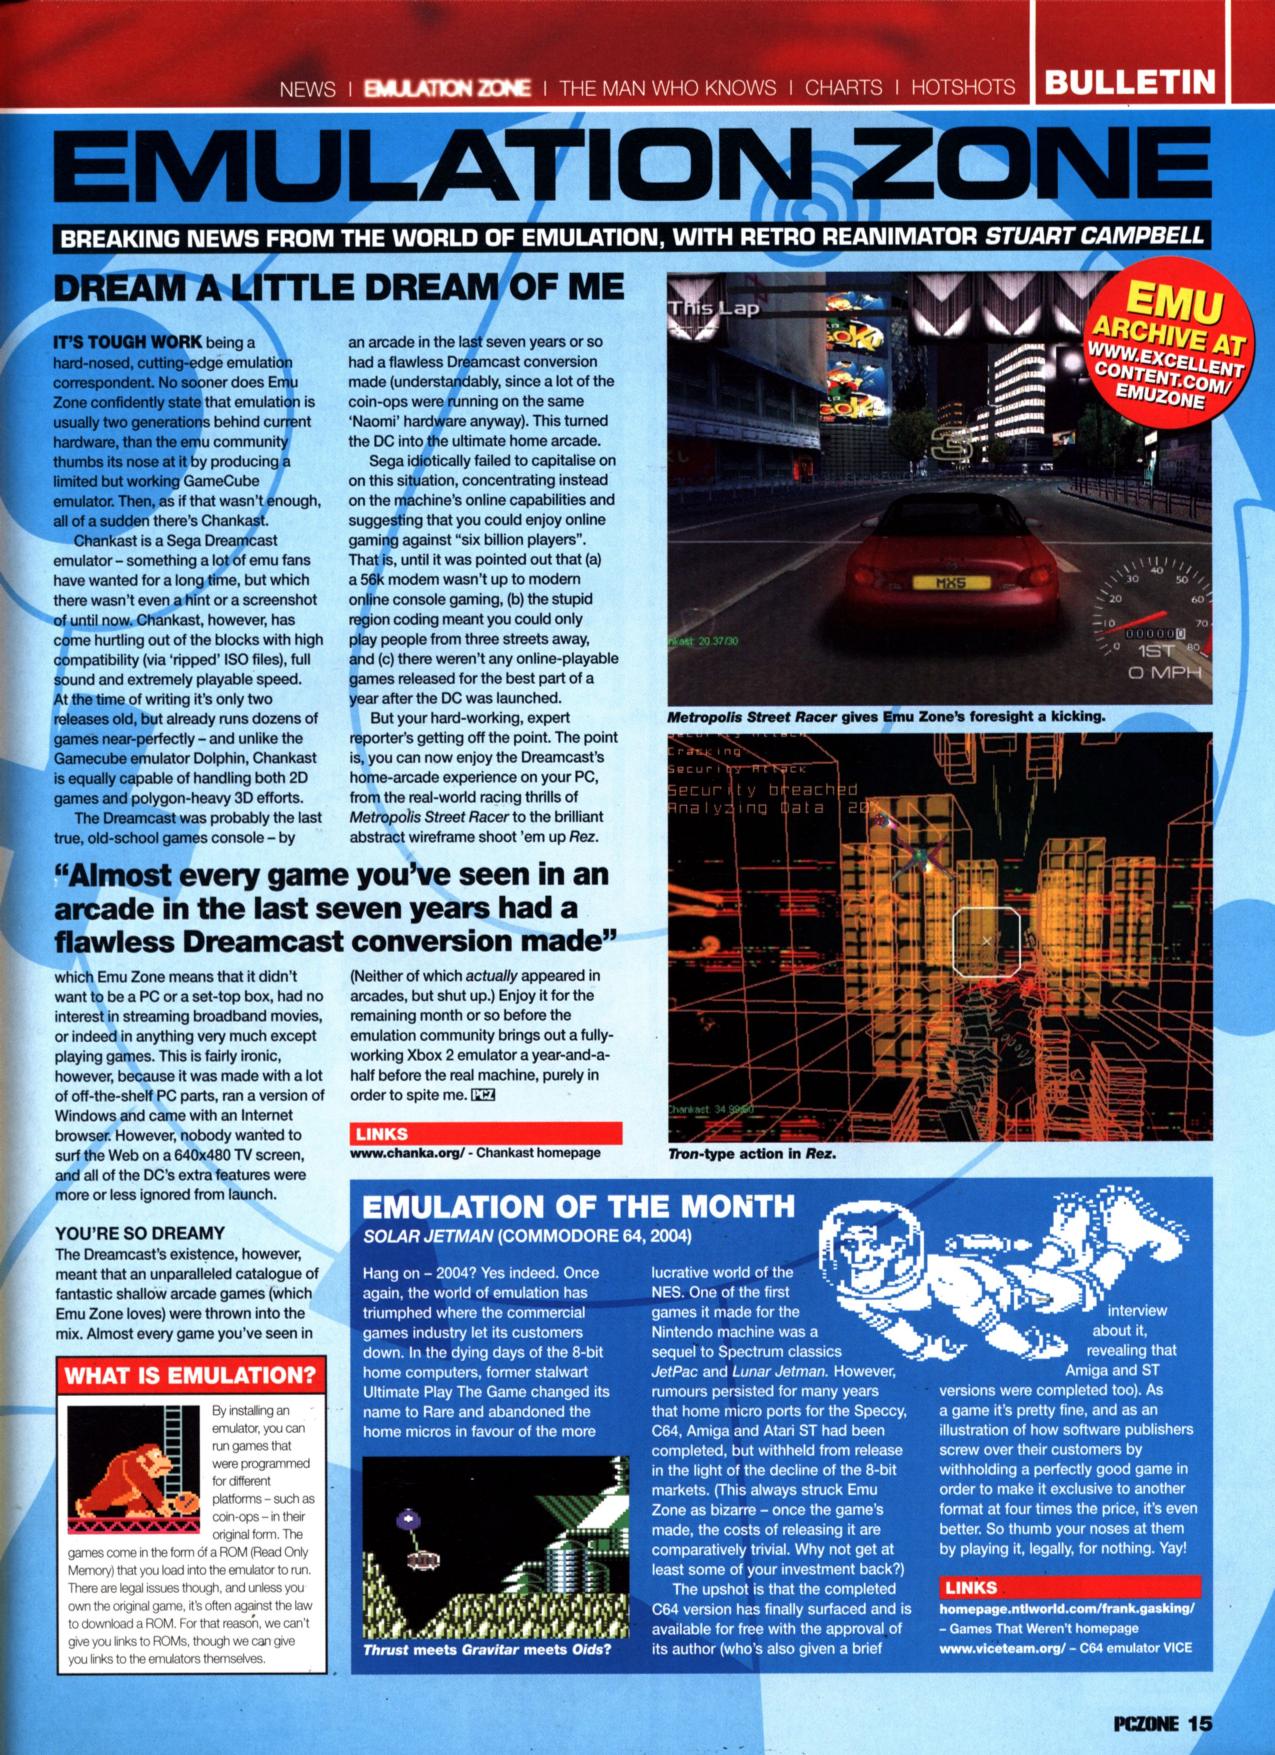 NEWS | EMULATION ZONE | THE MAN WHO KNOWS | CHARTS | HOTSHOTS
BULLETIN
EMULATION ZONE
BREAKING NEWS FROM THE WORLD OF EMULATION, WITH RETRO REANIMATOR STUART CAMPBELL
DREAM A LITTLE DREAM OF ME
IT'S TOUGH WORK being a
hard-nosed, cutting-edge emulation
correspondent. No sooner does Emu
Zone confidently state that emulation is
usually two generations behind current
hardware, than the emu community
thumbs its nose at it by producing a
limited but working GameCube
emulator. Then, as if that wasn't enough,
all of a sudden there's Chankast.
Chankast is a Sega Dreamcast
emulator – something a lot of emu fans
have wanted for a long time, but which
there wasn't even a hint or a screenshot
of until now. Chankast, however, has
come hurtling out of the blocks with high
compatibility (via 'ripped' ISO files), full
sound and extremely playable speed.
At the time of writing it's only two
releases old, but already runs dozens of
games near-perfectly – and unlike the
Gamecube emulator Dolphin, Chankast
is equally capable of handling both 2D
games and polygon-heavy 3D efforts.
The Dreamcast was probably the last
true, old-school games console – by
"Almost every game you've seen in an
arcade in the last seven years had a
flawless Dreamcast conversion made"
which Emu Zone means that it didn't
want to be a PC or a set-top box, had no
interest in streaming broadband movies,
or indeed in anything very much except
playing games. This is fairly ironic,
however, because it was made with a lot
of off-the-shelf PC parts, ran a version of
Windows and came with an Internet
browser. However, nobody wanted to
surf the Web on a 640x480 TV screen,
and all of the DC's extra features were
more or less ignored from launch.
YOU'RE SO DREAMY
The Dreamcast's existence, however,
meant that an unparalleled catalogue of
fantastic shallow arcade games (which
Emu Zone loves) were thrown into the
mix. Almost every game you've seen in
an arcade in the last seven years or so
had a flawless Dreamcast conversion
made (understandably, since a lot of the
coin-ops were running on the same
'Naomi' hardware anyway). This turned
the DC into the ultimate home arcade.
Sega idiotically failed to capitalise on
on this situation, concentrating instead
on the machine's online capabilities and
suggesting that you could enjoy online
gaming against "six billion players".
That is, until it was pointed out that (a)
a 56k modem wasn't up to modern
online console gaming, (b) the stupid
region coding meant you could only
play people from three streets away,
and (c) there weren't any online-playable
games released for the best part of a
year after the DC was launched.
But your hard-working, expert
reporter's getting off the point. The point
is, you can now enjoy the Dreamcast's
home-arcade experience on your PC,
from the real-world racing thrills of
Metropolis Street Racer to the brilliant
abstract wireframe shoot 'em up Rez.
(Neither of which actually appeared in
arcades, but shut up.) Enjoy it for the
remaining month or so before the
emulation community brings out a fully-
working Xbox 2 emulator a year-and-a-
half before the real machine, purely in
order to spite me. PCZ
LINKS
www.chanka.org/ - Chankast homepage
EMU
ARCHIVE AT
WWW.EXCELLENT
CONTENT.COM/
EMUZONE
This Lap
3
MX5
0 10 20 30 40 50 60 70 80
000000
1ST
0 MPH
kast: 20.37/30
Metropolis Street Racer gives Emu Zone's foresight a kicking.
Security Attack
Cracking
Security Attack
Security breached
Analyzing Data 20%
Chankast: 34.99/60
Tron-type action in Rez.
WHAT IS EMULATION?
By installing an
emulator, you can
run games that
were programmed
for different
platforms – such as
coin-ops – in their
original form. The
games come in the form of a ROM (Read Only
Memory) that you load into the emulator to run.
There are legal issues though, and unless you
own the original game, it's often against the law
to download a ROM. For that reason, we can't
give you links to ROMs, though we can give
you links to the emulators themselves.
EMULATION OF THE MONTH
SOLAR JETMAN (COMMODORE 64, 2004)
Hang on – 2004? Yes indeed. Once
again, the world of emulation has
triumphed where the commercial
games industry let its customers
down. In the dying days of the 8-bit
home computers, former stalwart
Ultimate Play The Game changed its
name to Rare and abandoned the
home micros in favour of the more
Thrust meets Gravitar meets Oids?
lucrative world of the
NES. One of the first
games it made for the
Nintendo machine was a
sequel to Spectrum classics
JetPac and Lunar Jetman. However,
rumours persisted for many years
that home micro ports for the Speccy,
C64, Amiga and Atari ST had been
completed, but withheld from release
in the light of the decline of the 8-bit
markets. (This always struck Emu
Zone as bizarre – once the game's
made, the costs of releasing it are
comparatively trivial. Why not get at
least some of your investment back?)
The upshot is that the completed
C64 version has finally surfaced and is
available for free with the approval of
its author (who's also given a brief
interview
about it,
revealing that
Amiga and ST
versions were completed too). As
a game it's pretty fine, and as an
illustration of how software publishers
screw over their customers by
withholding a perfectly good game in
order to make it exclusive to another
format at four times the price, it's even
better. So thumb your noses at them
by playing it, legally, for nothing. Yay!
LINKS
homepage.ntlworld.com/frank.gasking/
– Games That Weren't homepage
www.viceteam.org/ – C64 emulator VICE
PCZONE 15